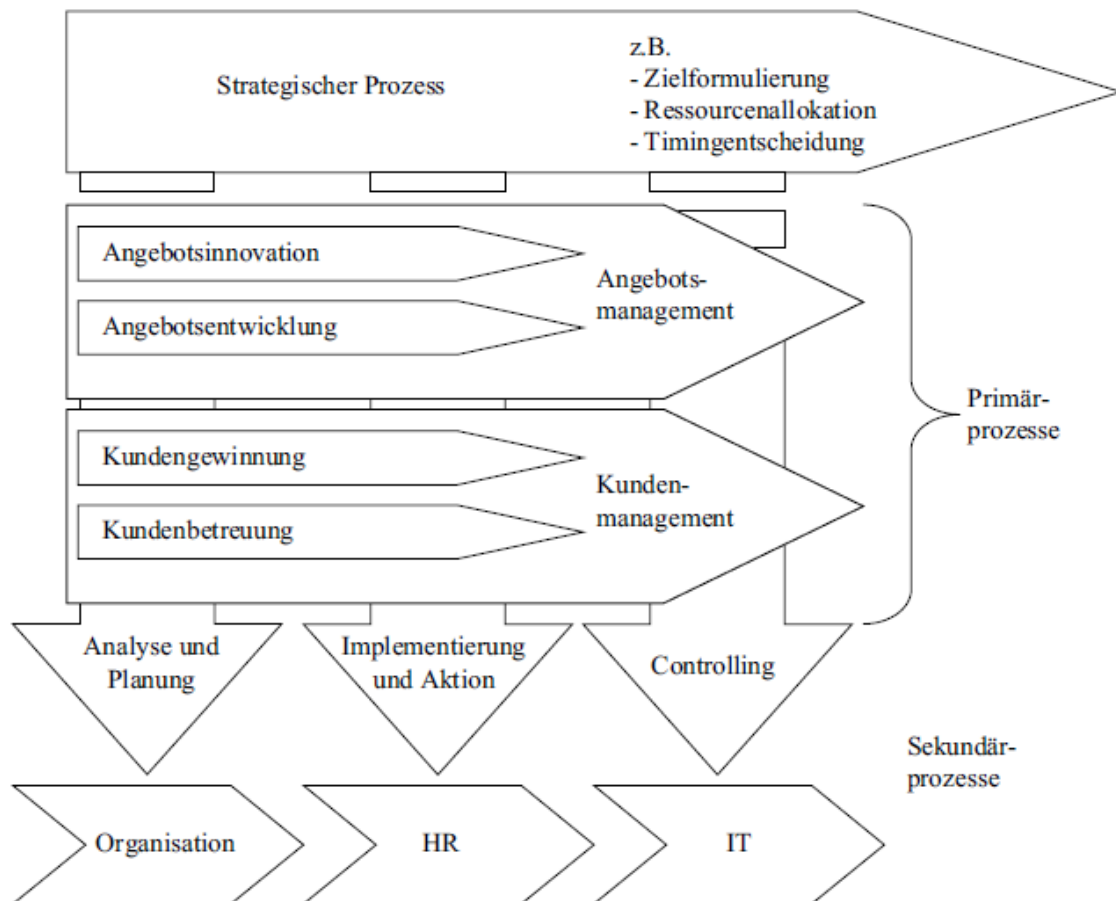 Strategischer Prozess
z.B.
- Zielformulierung
- Ressourcenallokation
- Timingentscheidung
Angebotsinnovation
Angebotsentwicklung
Angebots-
management
Kundengewinnung
Kundenbetreuung
Kunden-
management
Primär-
prozesse
Analyse und
Planung
Implementierung
und Aktion
Controlling
Sekundär-
prozesse
Organisation
HR
IT